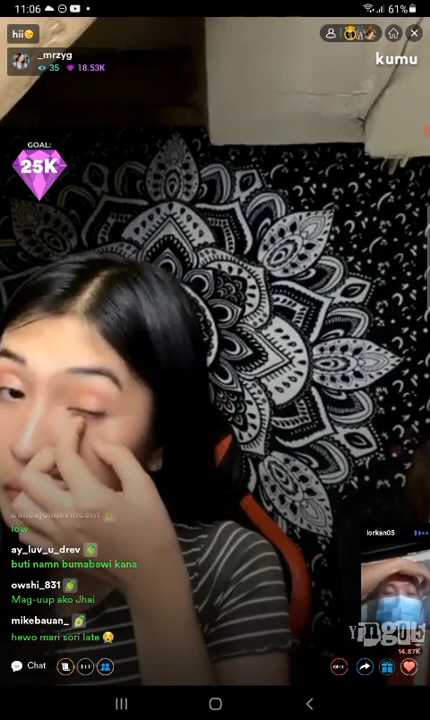 11:06
61%
hii
_mrzyg
35 18.53K
kumu
GOAL:
25K
low
ay_luv_u_drev
buti namn bumabawi kana
owshi_831
Mag-uup ako Jhai
mikebauan_
hewo mari sori late
lorkan05
14.87K
Chat